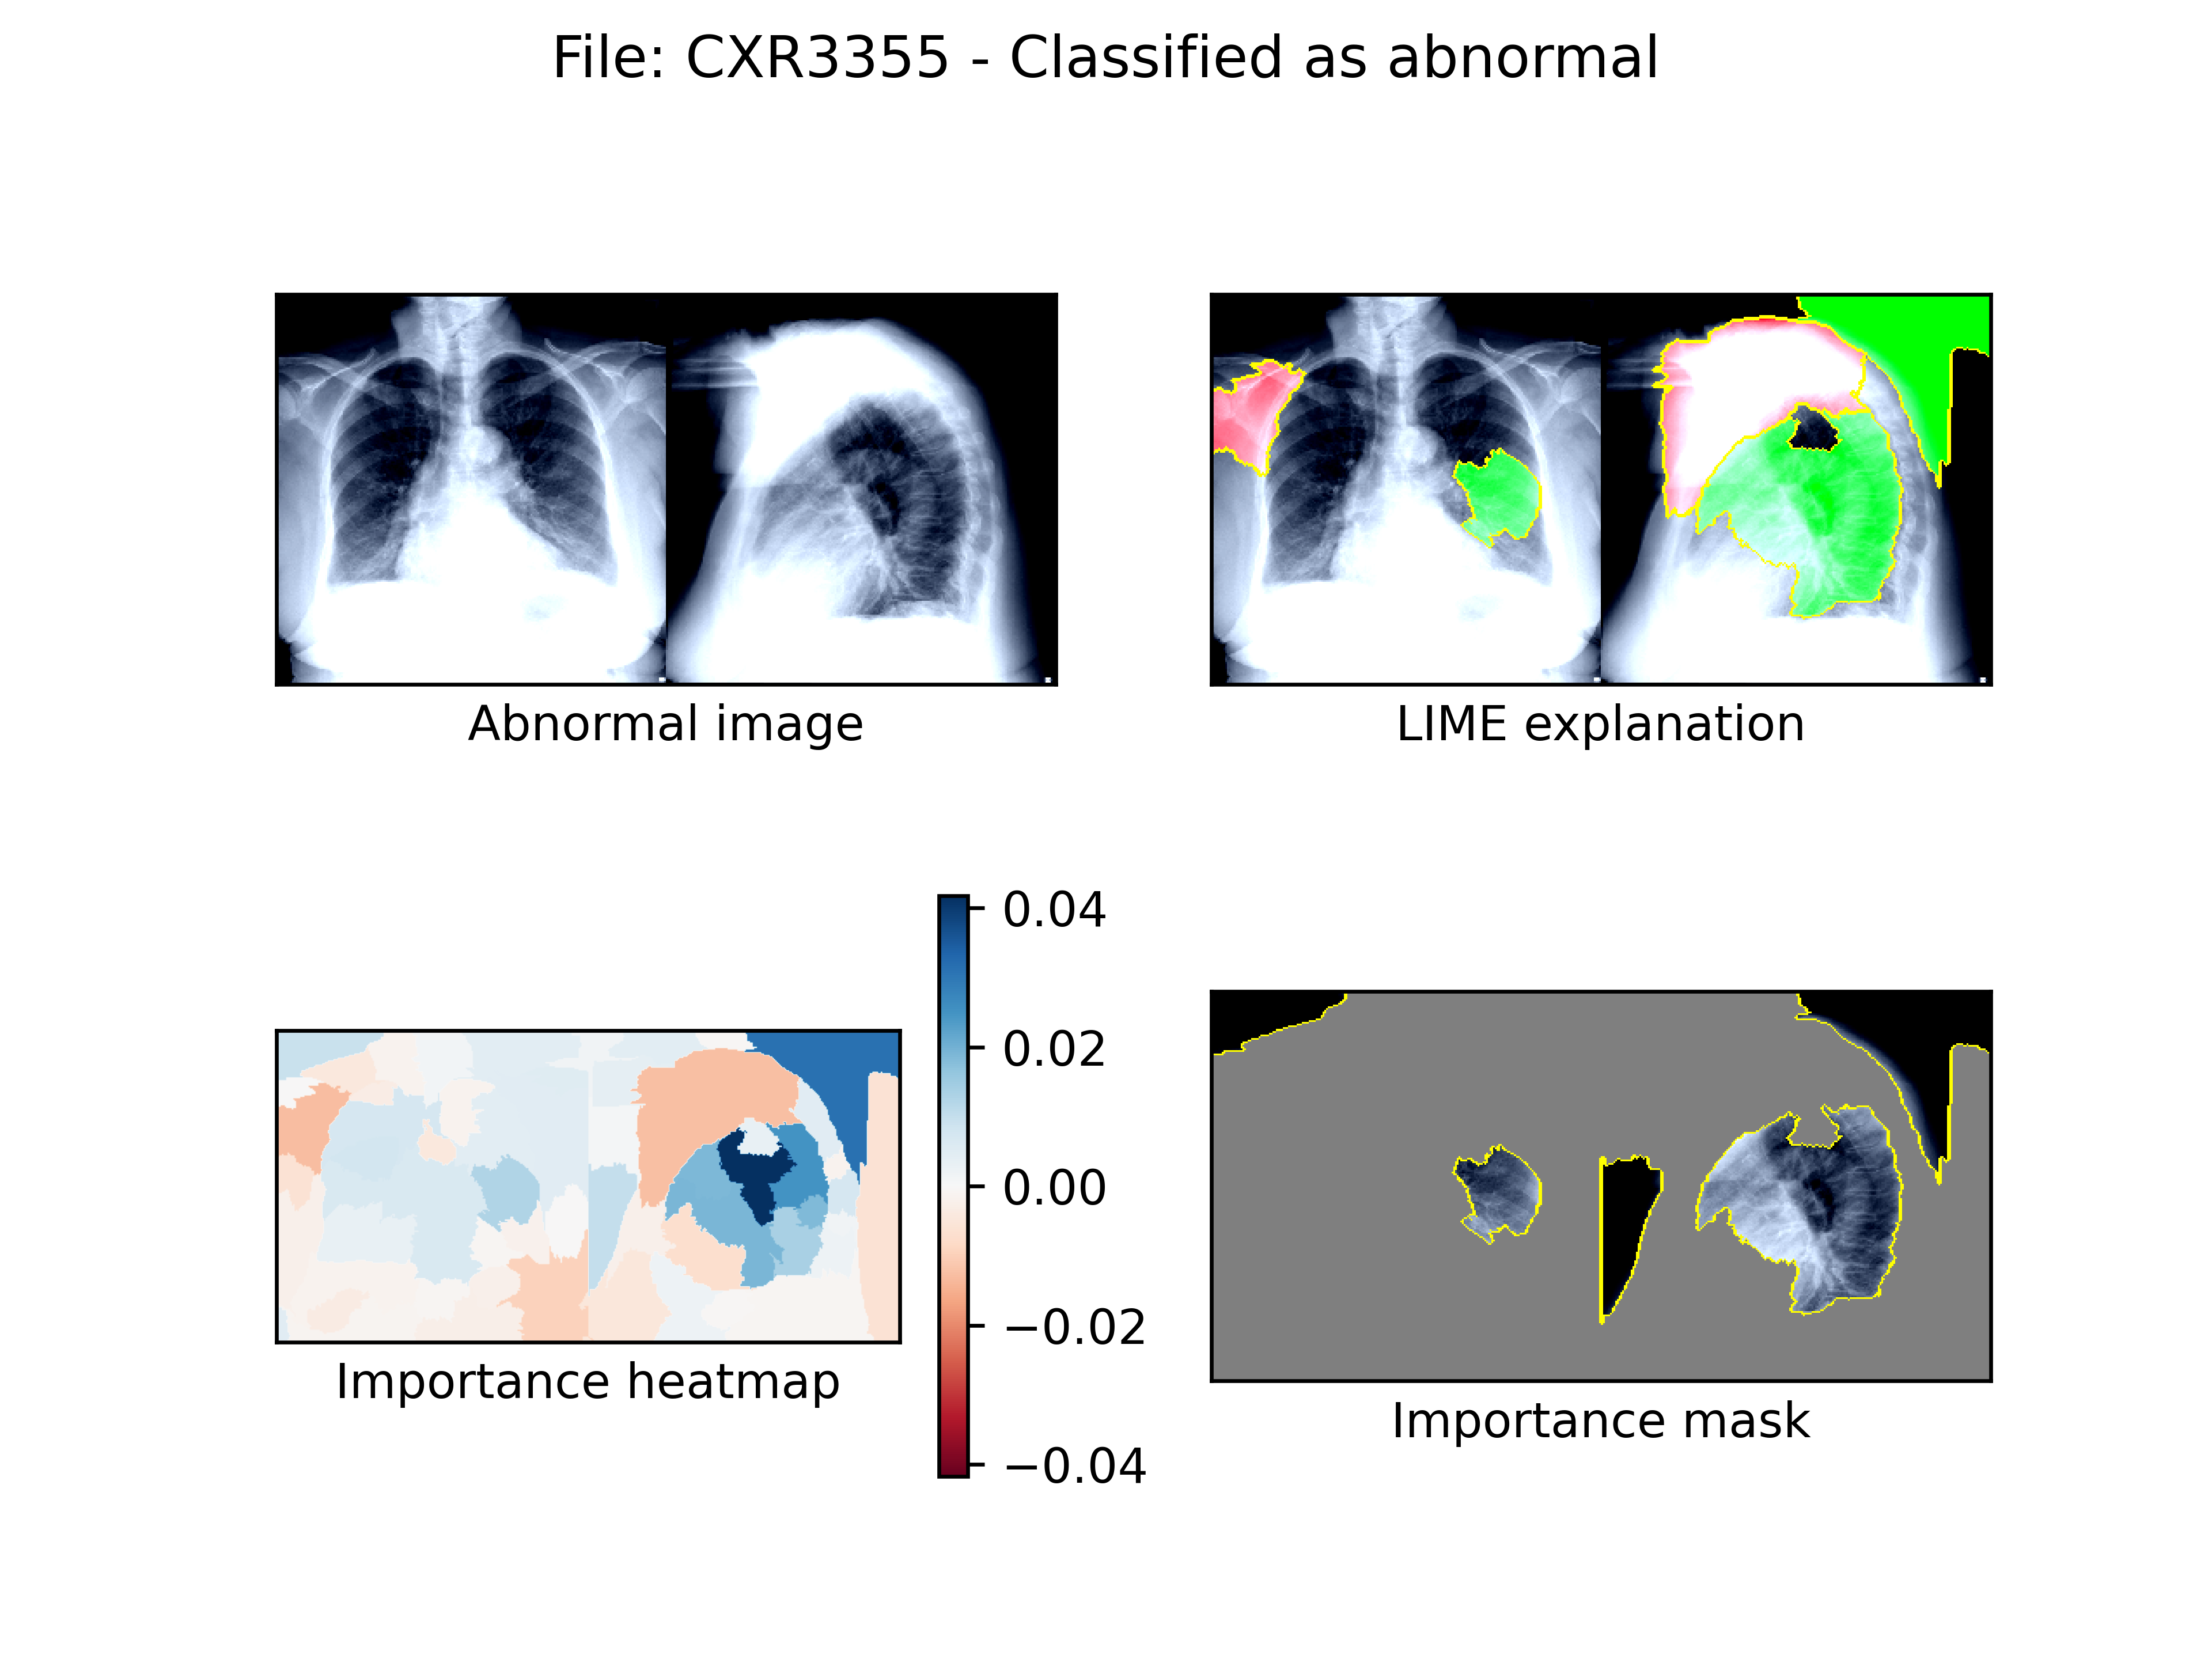 File: CXR3355 - Classified as abnormal
Abnormal image
LIME explanation
0.04
0.02
0.00
−0.02
−0.04
Importance heatmap
Importance mask